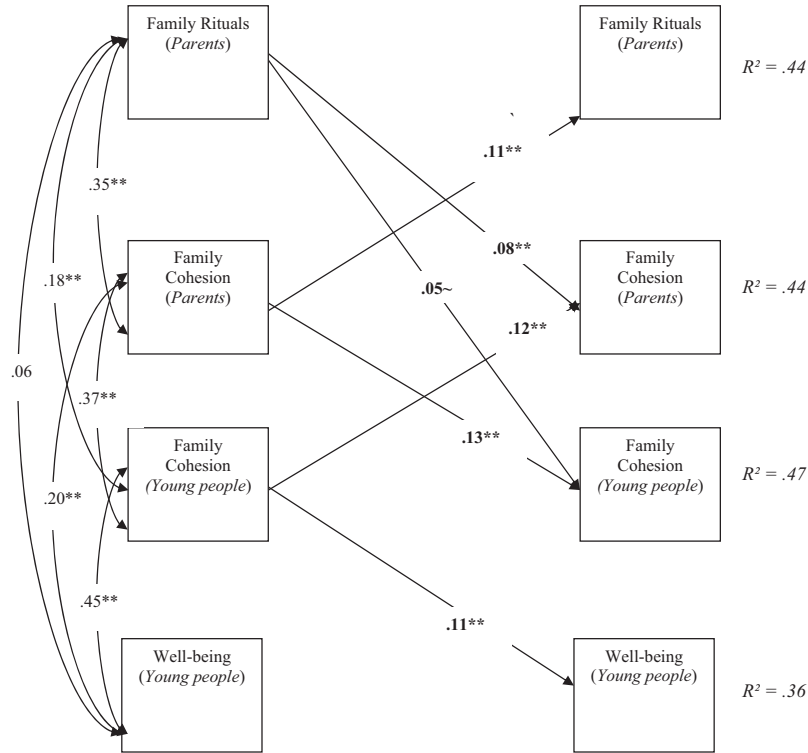 Family Rituals
(Parents)
Family Rituals
(Parents)
R² = .44
`
.11**
.35**
.08**
Family
Cohesion
(Parents)
Family
Cohesion
(Parents)
.18**
R² = .44
.05~
.12**
.06
.37**
.13**
Family
Cohesion
(Young people)
Family
Cohesion
(Young people)
R² = .47
.20**
.45**
.11**
Well-being
(Young people)
Well-being
(Young people)
R² = .36